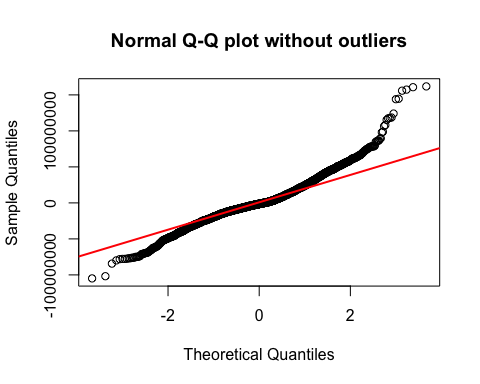 Normal Q-Q plot without outliers
Sample Quantiles
100000000
0
-100000000
-2
0
2
Theoretical Quantiles